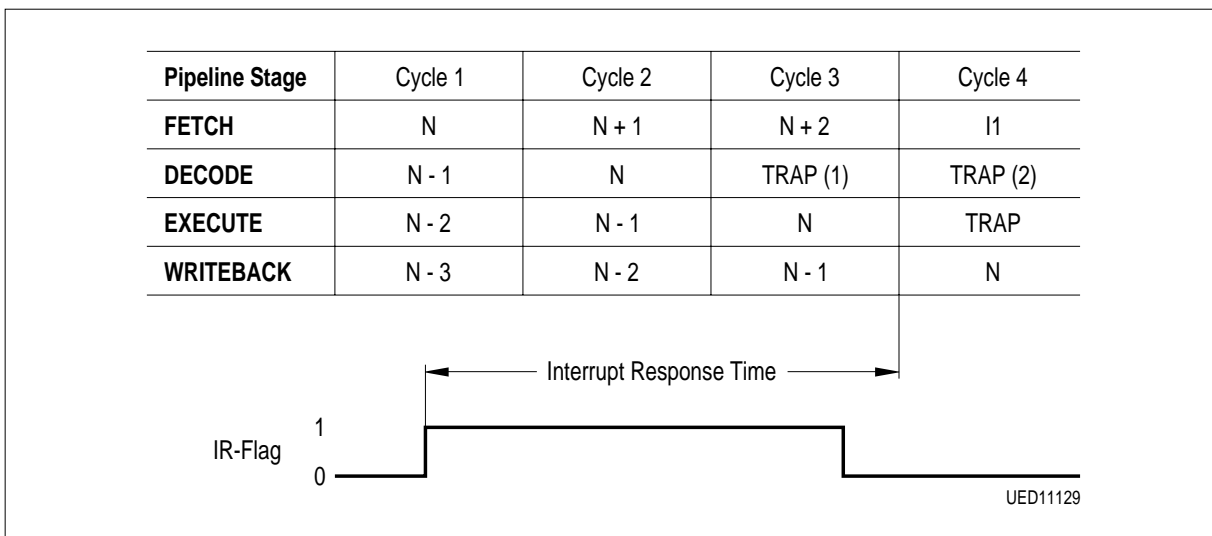 Pipeline Stage Cycle 1 Cycle 2 Cycle 3 Cycle 4
FETCH N N + 1 N + 2 I1
DECODE N - 1 N TRAP (1) TRAP (2)
EXECUTE N - 2 N - 1 N TRAP
WRITEBACK N - 3 N - 2 N - 1 N
Interrupt Response Time
1
IR-Flag
0
UED11129